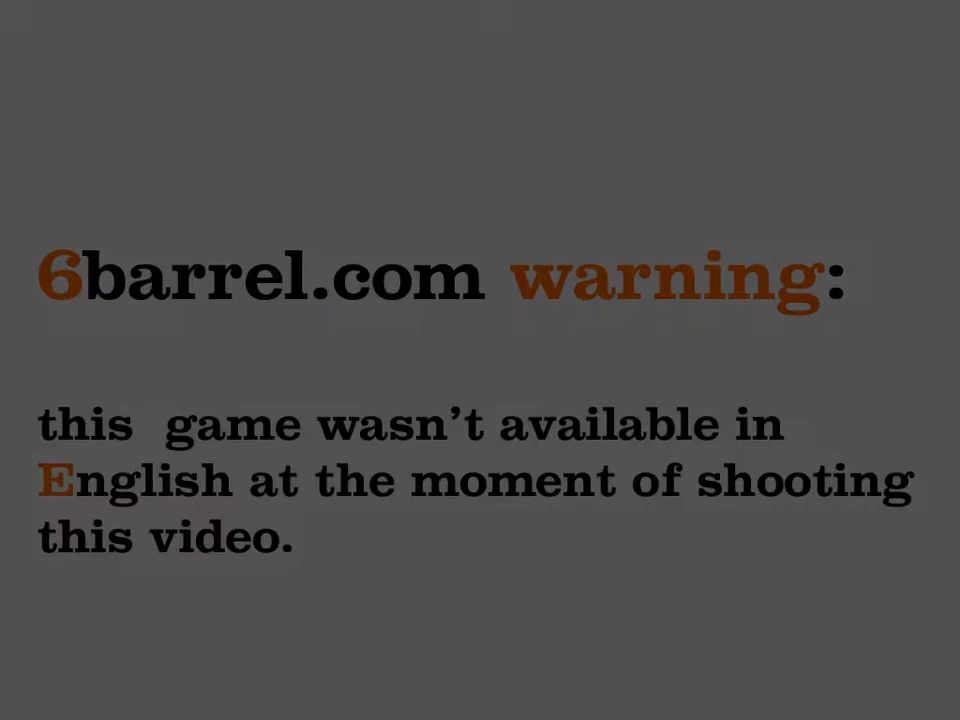 6barrel.com warning:
this game wasn’t available in
English at the moment of shooting
this video.